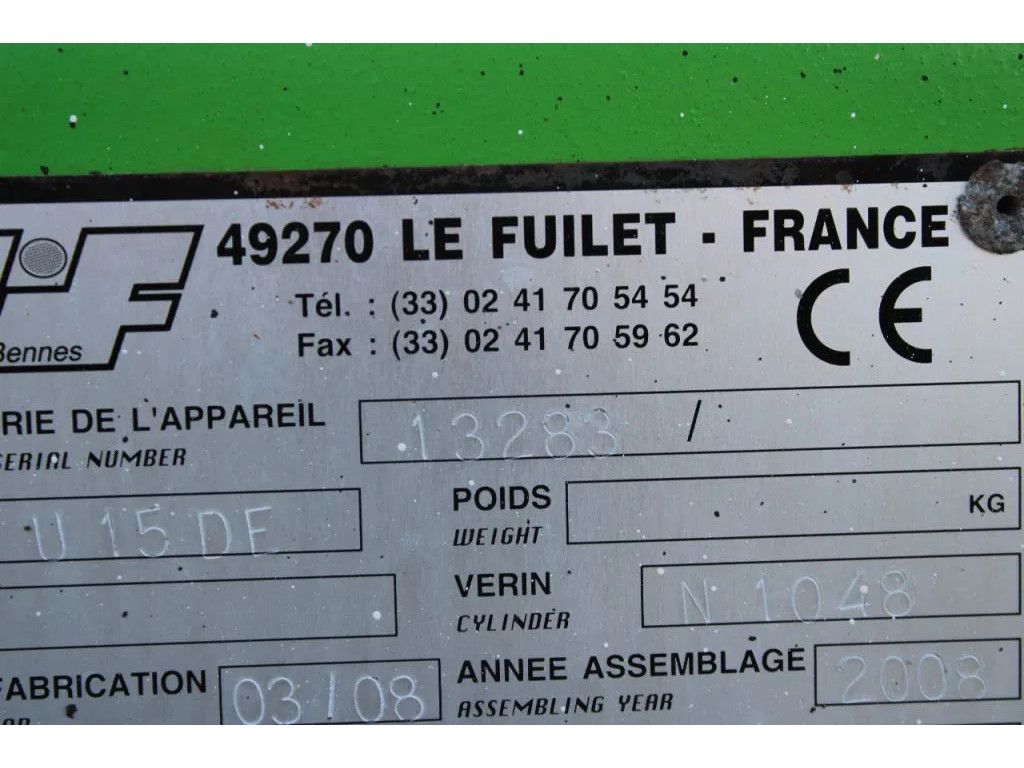 49270 LE FUILET - FRANCE
Tél. : (33) 02 41 70 54 54
Fax : (33) 02 41 70 59 62
CE
F
Bennes
RIE DE L'APPAREIL 13283 /
SERIAL NUMBER
U 15 DE
POIDS KG
WEIGHT
VERIN N 1048
CYLINDER
FABRICATION 03/08
ANNEE ASSEMBLAGE 2008
ASSEMBLING YEAR